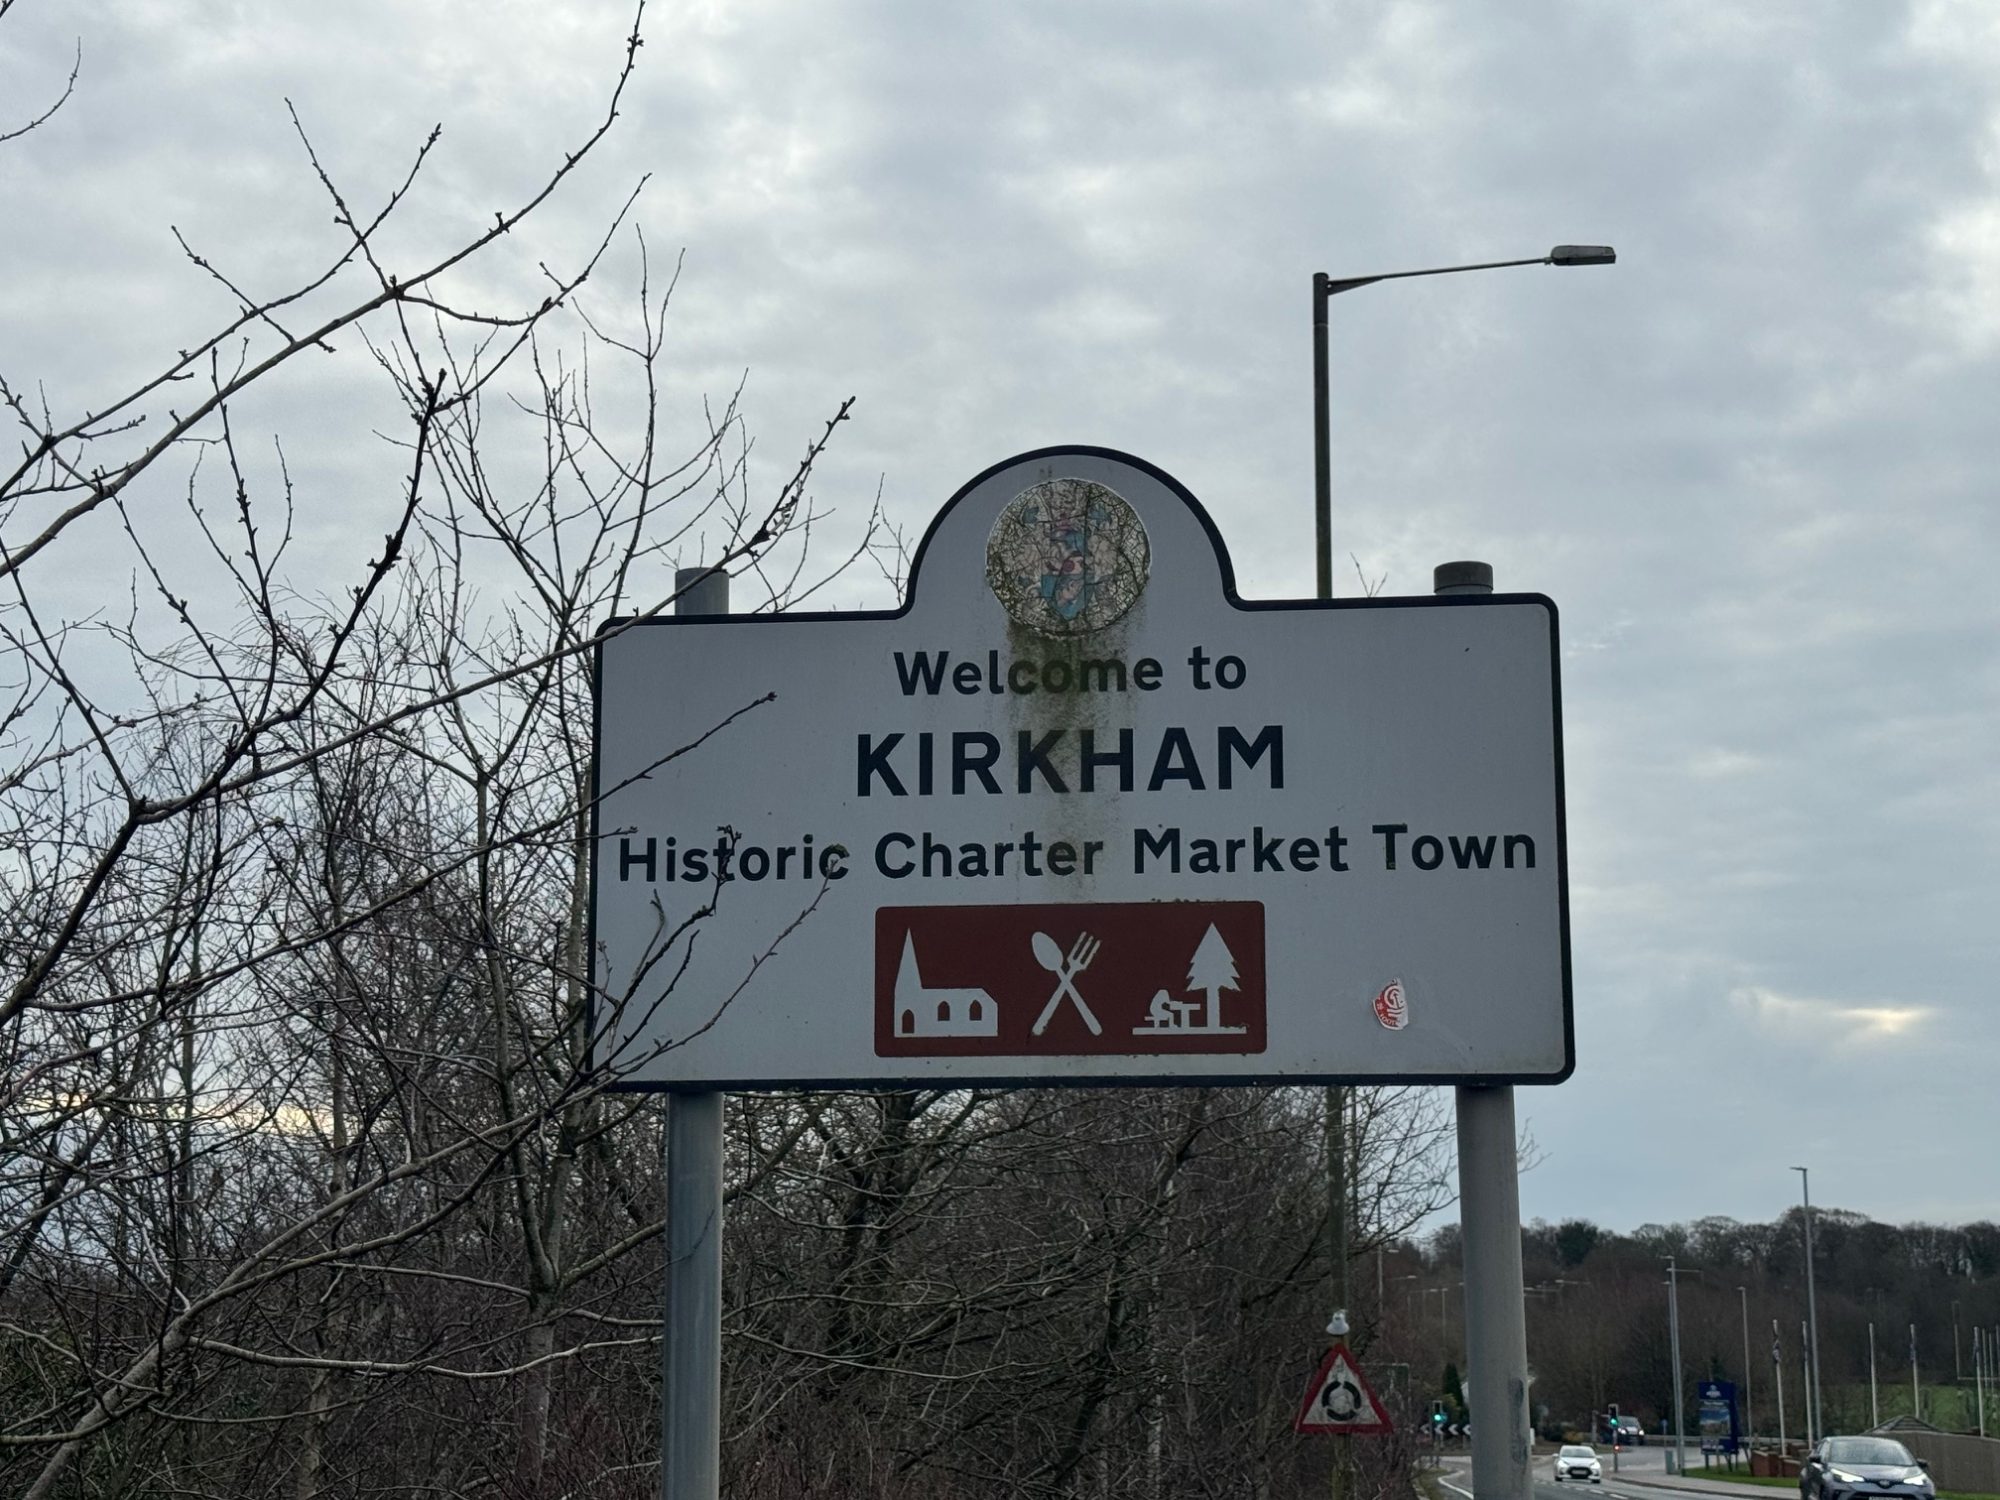 Welcome to
KIRKHAM
Historic Charter Market Town